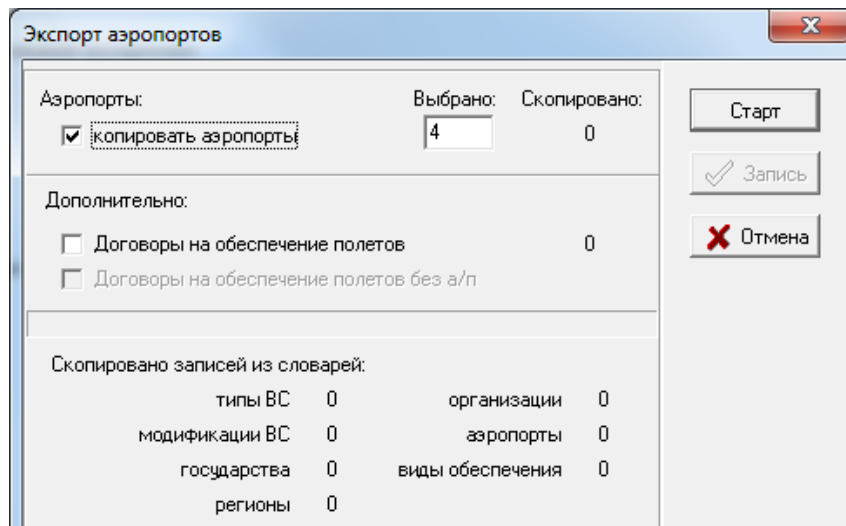 Экспорт аэропортов
Аэропорты: Выбрано: Скопировано:
копировать аэропорты 4 0
Старт
Запись
Отмена
Дополнительно:
Договоры на обеспечение полетов 0
Договоры на обеспечение полетов без а/п
Скопировано записей из словарей:
типы ВС 0 организации 0
модификации ВС 0 аэропорты 0
государства 0 виды обеспечения 0
регионы 0